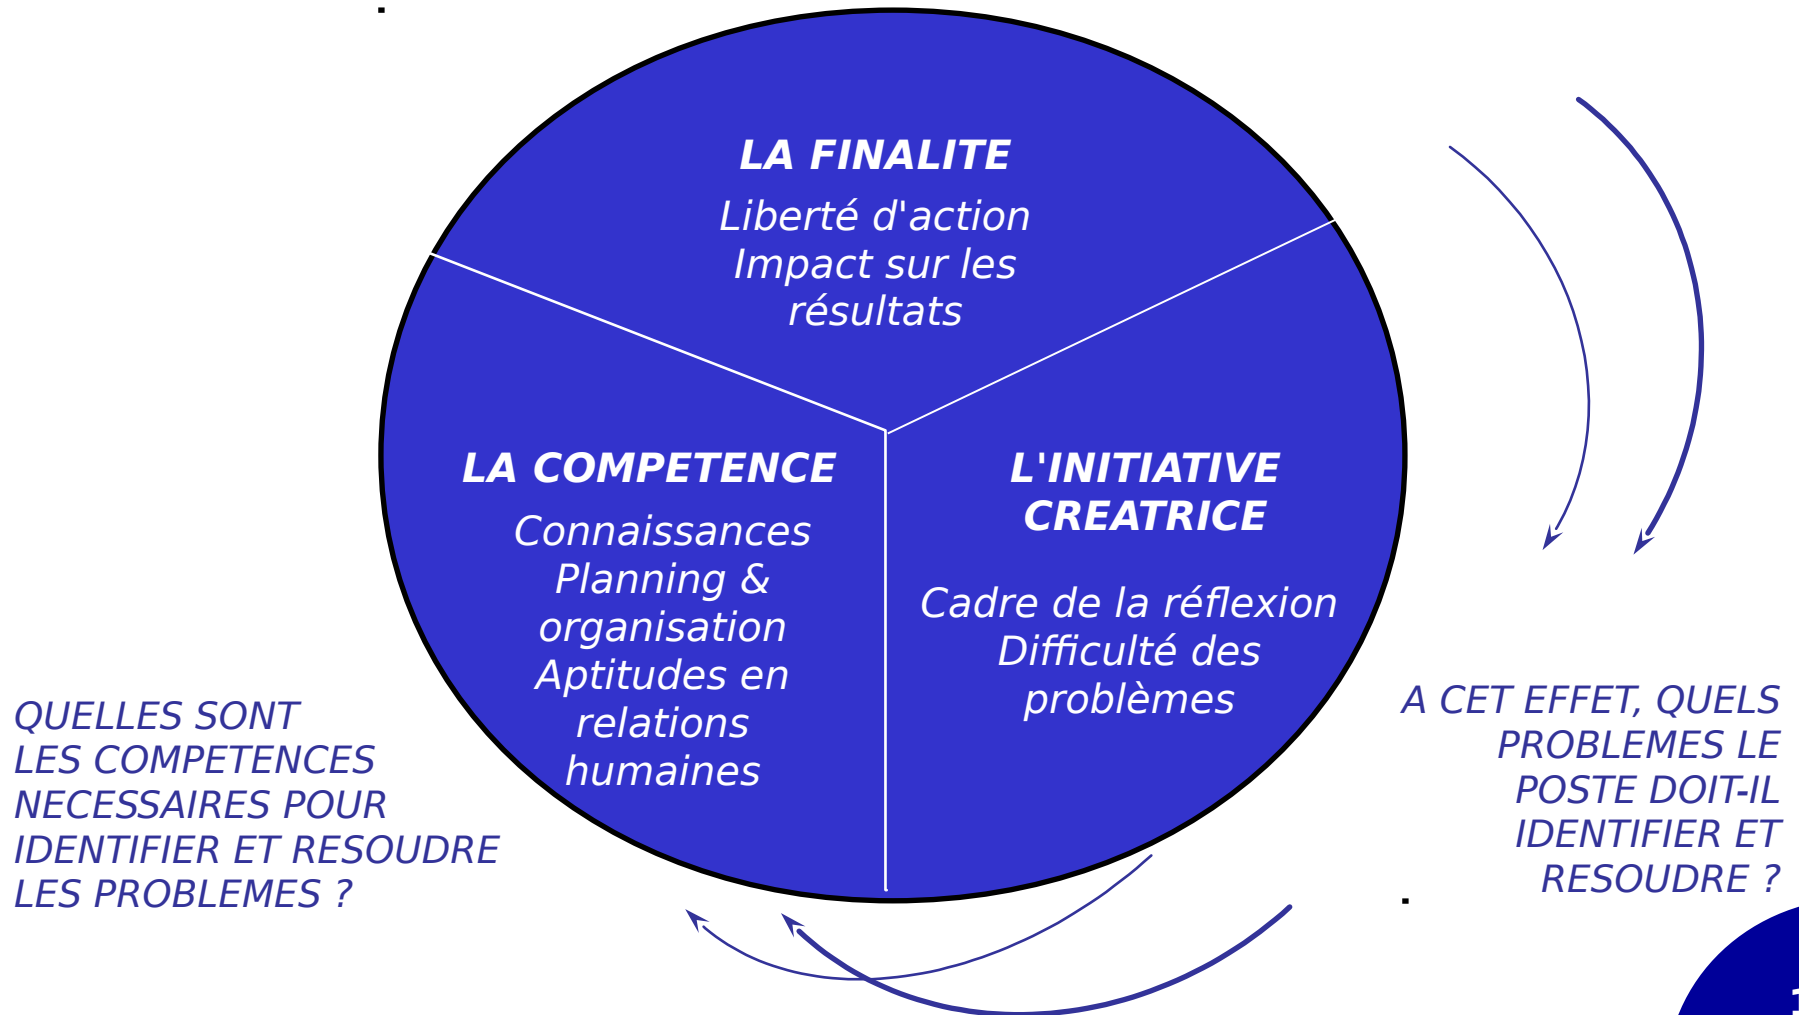 LA FINALITE
Liberté d'action
Impact sur les
résultats
LA COMPETENCE
Connaissances
Planning &
organisation
Aptitudes en
relations
humaines
L'INITIATIVE
CREATRICE
Cadre de la réflexion
Difficulté des
problèmes
QUELLES SONT
LES COMPETENCES
NECESSAIRES POUR
IDENTIFIER ET RESOUDRE
LES PROBLEMES ?
A CET EFFET, QUELS
PROBLEMES LE
POSTE DOIT-IL
IDENTIFIER ET
RESOUDRE ?